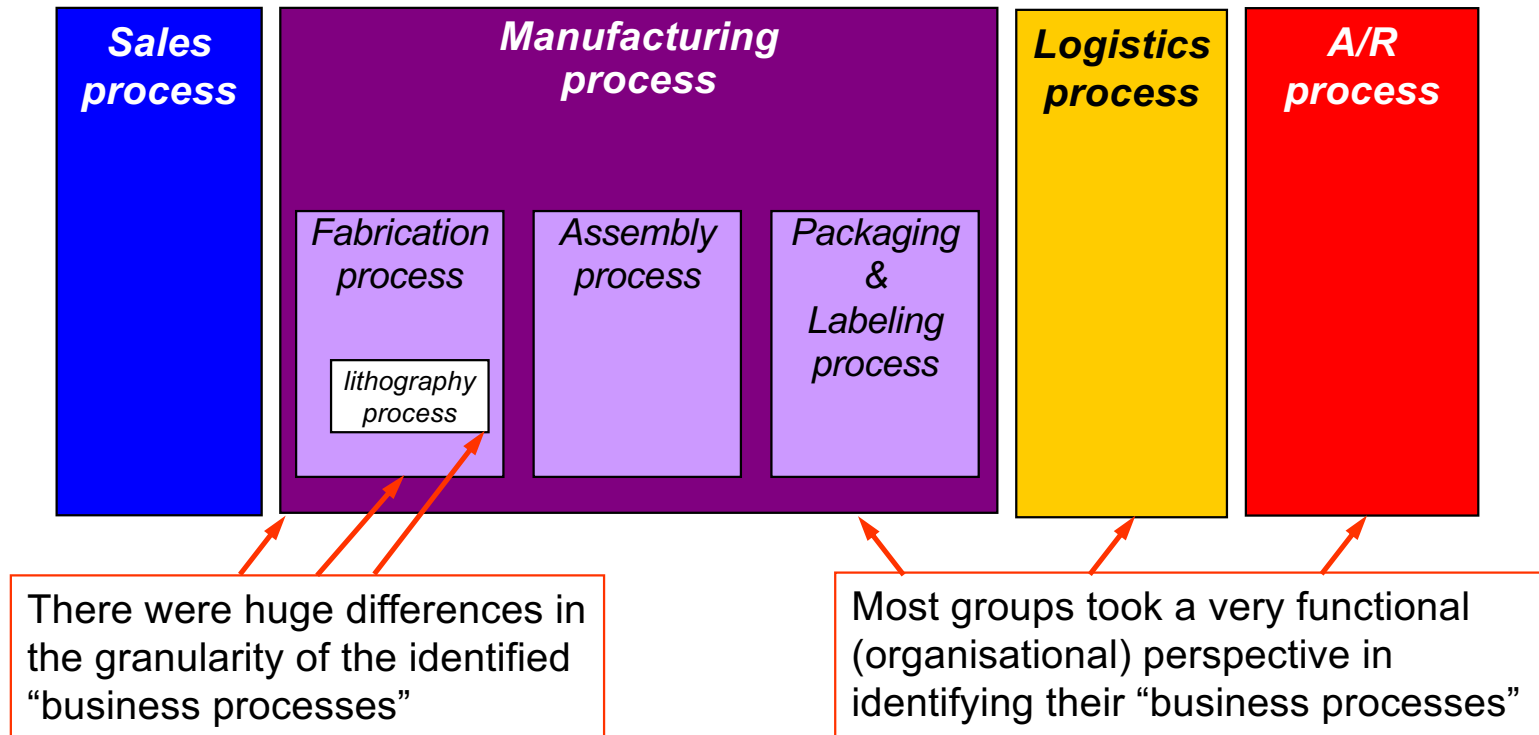 Sales
process
Manufacturing
process
Logistics
process
A/R
process
Fabrication
process
Assembly
process
Packaging
&
Labeling
process
lithography
process
There were huge differences in
the granularity of the identified
“business processes”
Most groups took a very functional
(organisational) perspective in
identifying their “business processes”